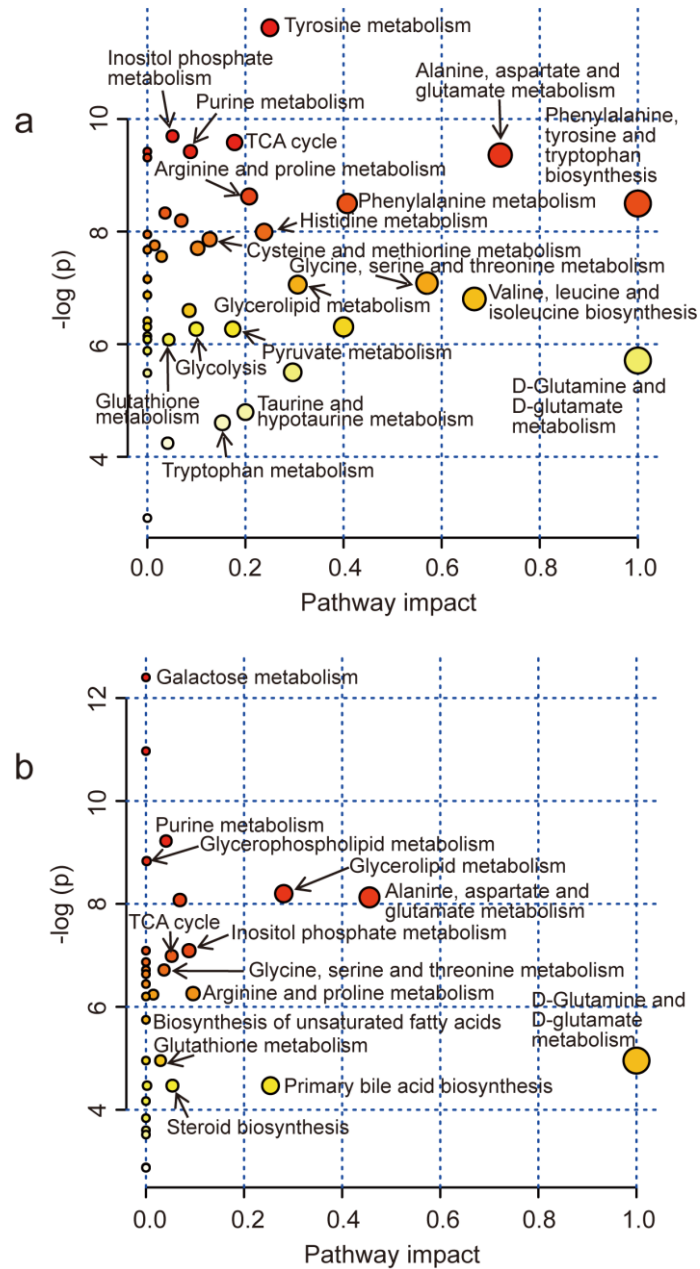 a
Tyrosine metabolism
Inositol phosphate
metabolism
Purine metabolism
TCA cycle
Alanine, aspartate and
glutamate metabolism
Phenylalanine,
tyrosine and
tryptophan
biosynthesis
Arginine and proline metabolism
Phenylalanine metabolism
Histidine metabolism
Cysteine and methionine metabolism
Glycine, serine and threonine metabolism
Glycerolipid metabolism
Valine, leucine and
isoleucine biosynthesis
Pyruvate metabolism
Glycolysis
Glutathione
metabolism
Taurine and
hypotaurine metabolism
D-Glutamine and
D-glutamate
metabolism
Tryptophan metabolism
10
8
6
4
-log (p)
0.0 0.2 0.4 0.6 0.8 1.0
Pathway impact
b
Galactose metabolism
Purine metabolism
Glycerophospholipid metabolism
Glycerolipid metabolism
Alanine, aspartate and
glutamate metabolism
TCA cycle
Inositol phosphate metabolism
Glycine, serine and threonine metabolism
Arginine and proline metabolism
D-Glutamine and
D-glutamate
metabolism
Biosynthesis of unsaturated fatty acids
Glutathione metabolism
Primary bile acid biosynthesis
Steroid biosynthesis
12
10
8
6
4
-log (p)
0.0 0.2 0.4 0.6 0.8 1.0
Pathway impact